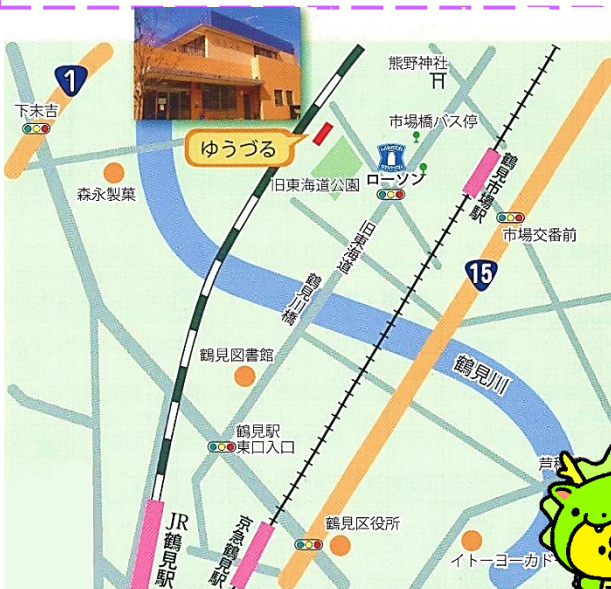 1
下末吉
森永製菓
ゆうづる
旧東海道公園
熊野神社
市場橋バス停
LAWSON
ローソン
鶴見市場駅
市場交番前
15
旧東海道
鶴見川橋
鶴見川
鶴見図書館
鶴見駅
東口入口
JR
鶴見駅
京急鶴見駅
鶴見区役所
イトーヨーカドー